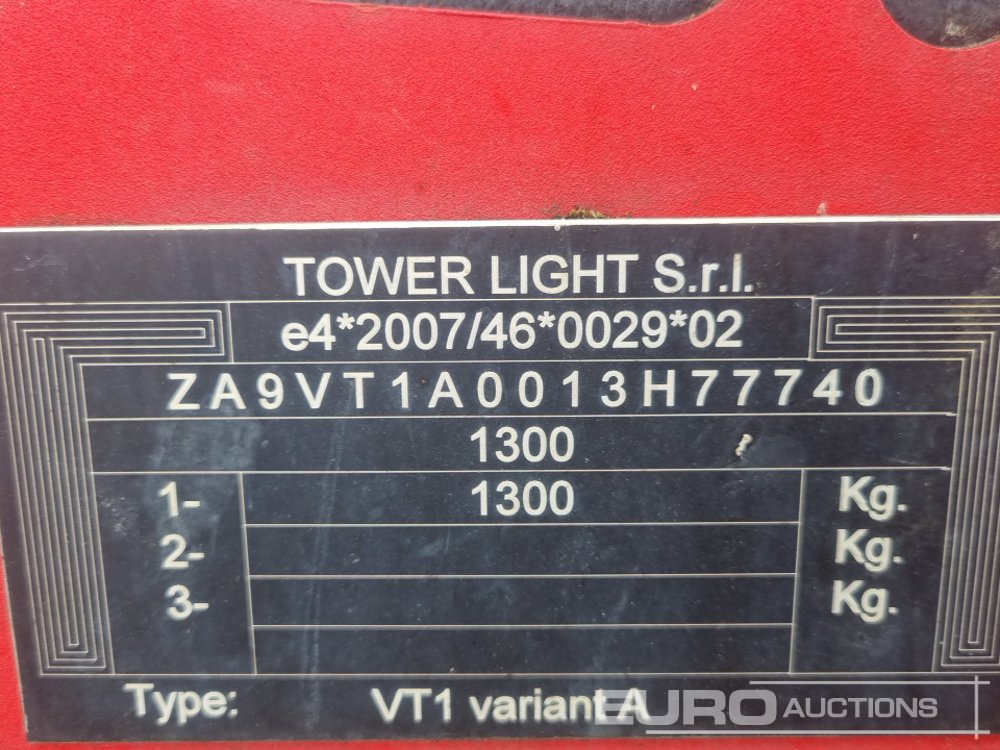 TOWER LIGHT S.r.l.
e4*2007/46*0029*02
ZA9VT1A0013H77740
1300
1- 1300 Kg.
2- Kg.
3- Kg.
Type: VT1 variant A
EURO AUCTIONS